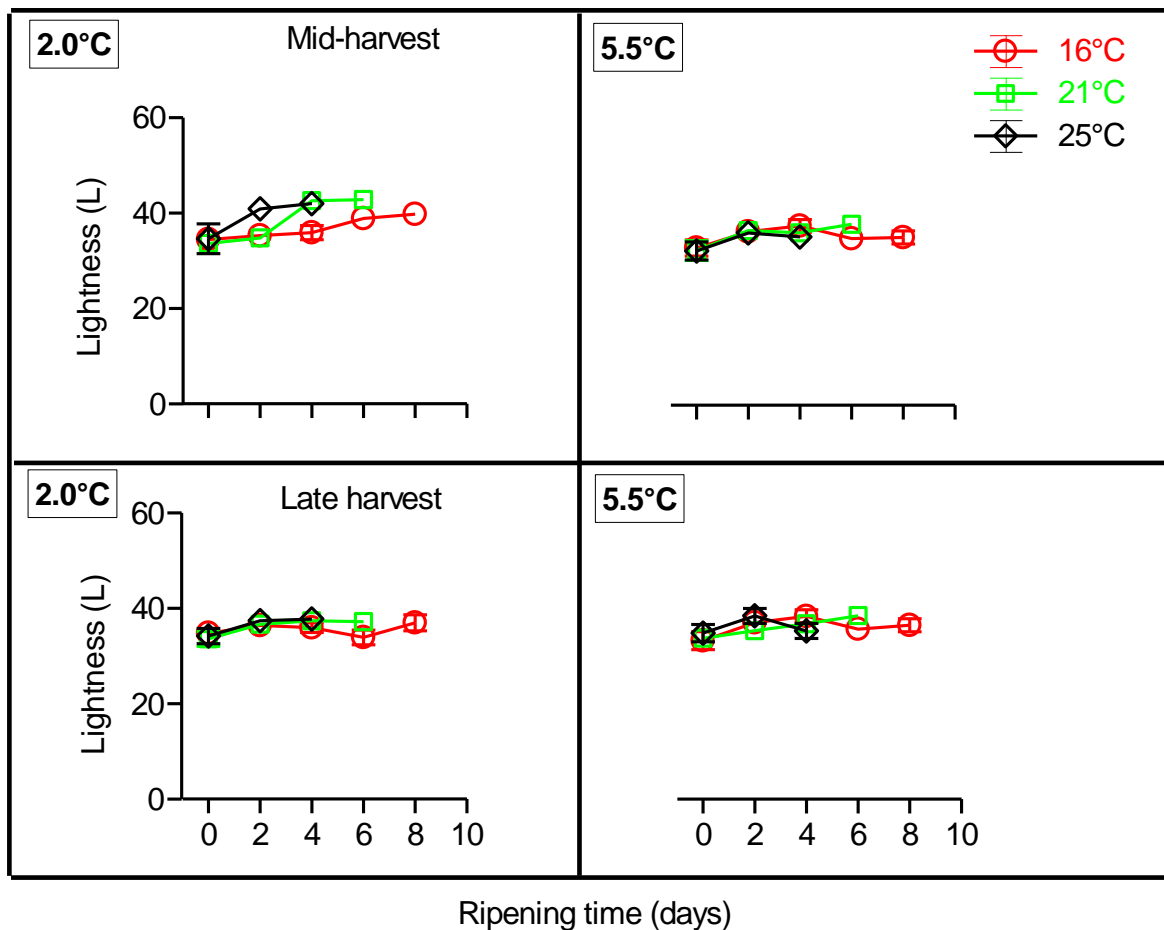 2.0°C
Mid-harvest
5.5°C
16°C
21°C
25°C
60
40
20
0
Lightness (L)
2.0°C
Late harvest
5.5°C
60
40
20
0
Lightness (L)
0 2 4 6 8 10
0 2 4 6 8 10
Ripening time (days)